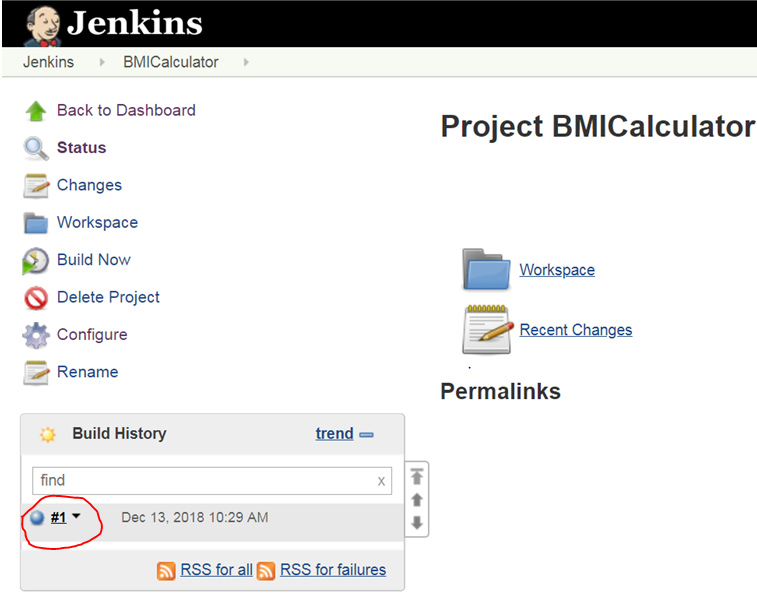 Jenkins
Jenkins BMICalculator
Back to Dashboard
Status
Changes
Workspace
Build Now
Delete Project
Configure
Rename
Project BMICalculator
Workspace
Recent Changes
Permalinks
Build History trend
find x
#1 Dec 13, 2018 10:29 AM
RSS for all RSS for failures